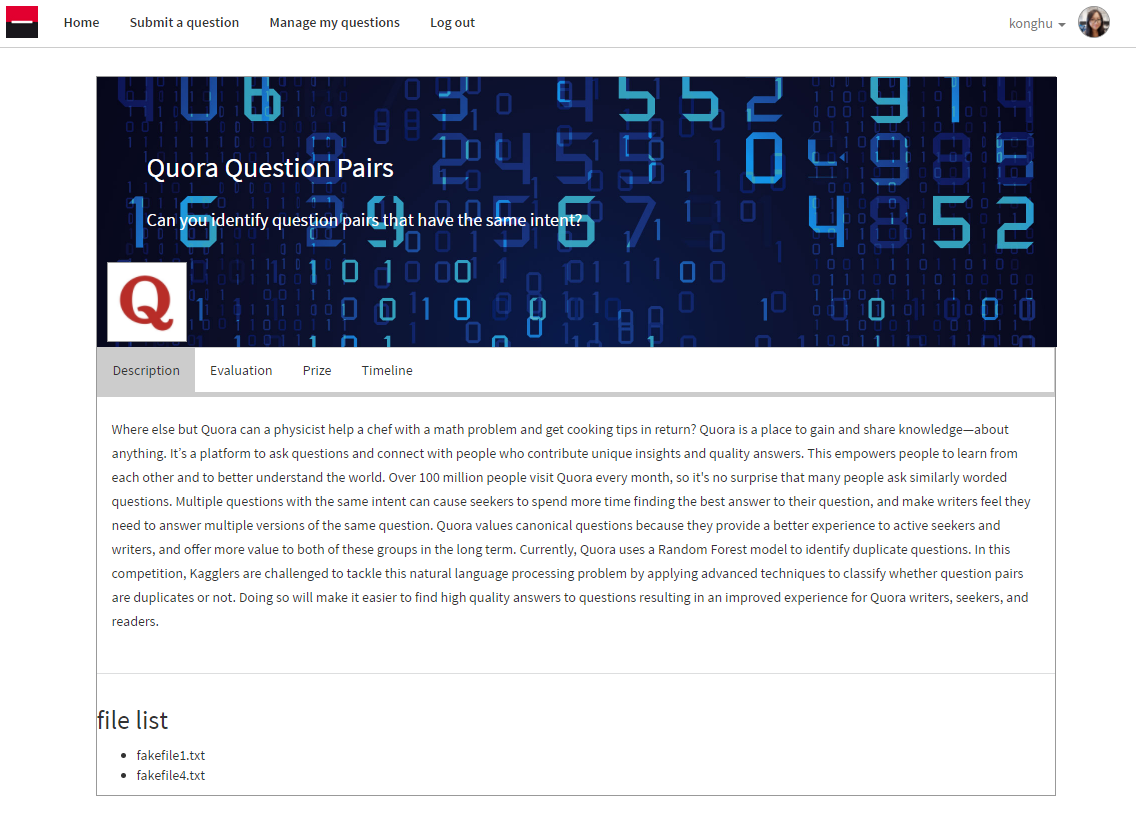 Home Submit a question Manage my questions Log out konghu
Quora Question Pairs
Can you identify question pairs that have the same intent?
Q
Description Evaluation Prize Timeline
Where else but Quora can a physicist help a chef with a math problem and get cooking tips in return? Quora is a place to gain and share knowledge—about
anything. It's a platform to ask questions and connect with people who contribute unique insights and quality answers. This empowers people to learn from
each other and to better understand the world. Over 100 million people visit Quora every month, so it's no surprise that many people ask similarly worded
questions. Multiple questions with the same intent can cause seekers to spend more time finding the best answer to their question, and make writers feel they
need to answer multiple versions of the same question. Quora values canonical questions because they provide a better experience to active seekers and
writers, and offer more value to both of these groups in the long term. Currently, Quora uses a Random Forest model to identify duplicate questions. In this
competition, Kagglers are challenged to tackle this natural language processing problem by applying advanced techniques to classify whether question pairs
are duplicates or not. Doing so will make it easier to find high quality answers to questions resulting in an improved experience for Quora writers, seekers, and
readers.
file list
fakefile1.txt
fakefile4.txt